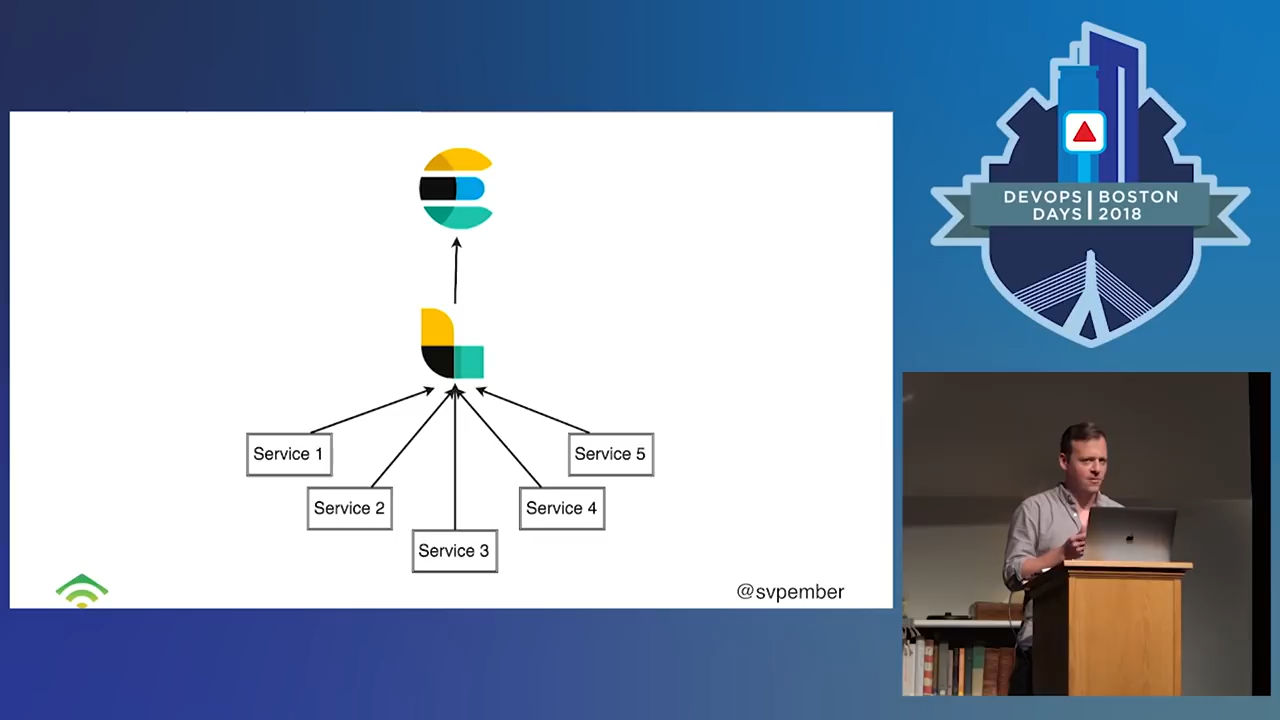 DEVOPS BOSTON
DAYS 2018
Service 1
Service 5
Service 2
Service 4
Service 3
@svpember